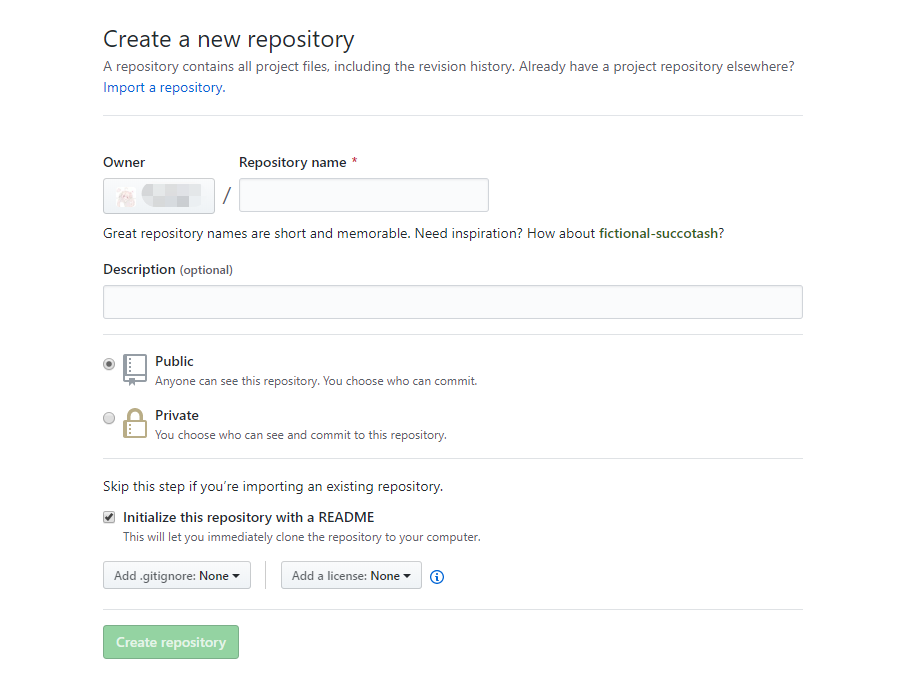 Create a new repository
A repository contains all project files, including the revision history. Already have a project repository elsewhere?
Import a repository.
Owner
Repository name *
/
Great repository names are short and memorable. Need inspiration? How about fictional-succotash?
Description (optional)
Public
Anyone can see this repository. You choose who can commit.
Private
You choose who can see and commit to this repository.
Skip this step if you’re importing an existing repository.
Initialize this repository with a README
This will let you immediately clone the repository to your computer.
Add .gitignore: None
Add a license: None
Create repository